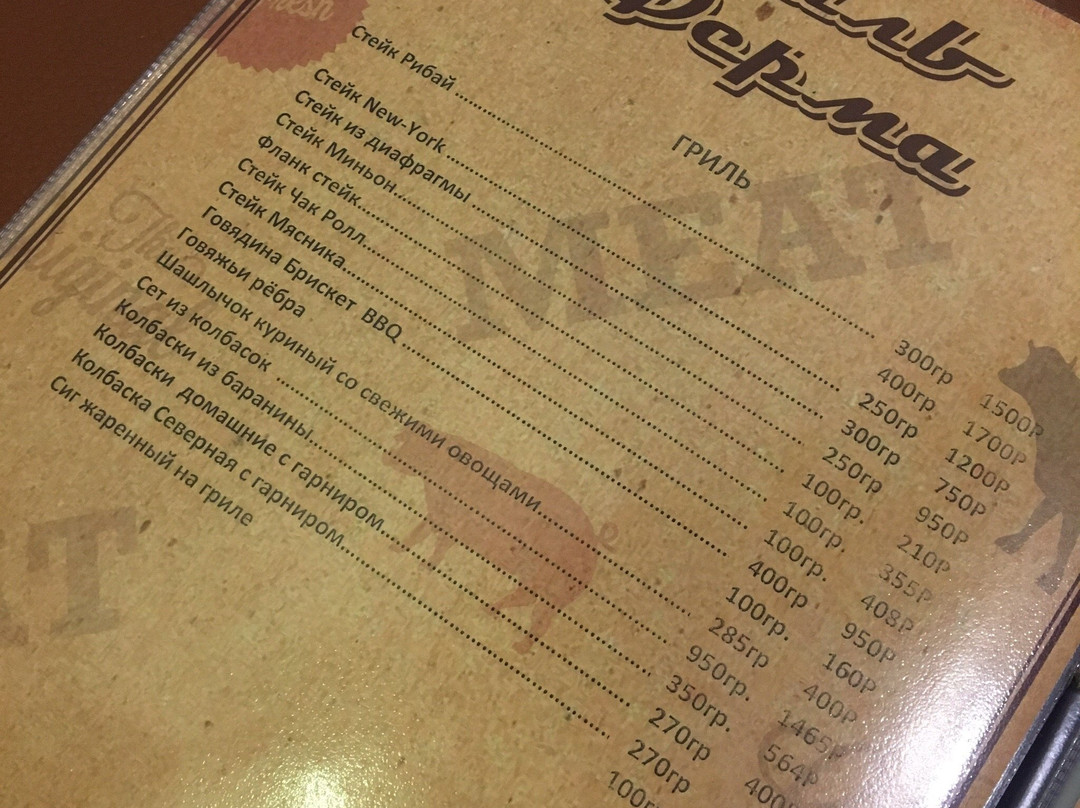 Fresh
ферма
ГРИЛЬ
MEAT
Стейк Рибай 300гр 1500Р
400гр. 1700Р
Стейк New-York 250гр 1200Р
Стейк из диафрагмы 300гр 750Р
Стейк Миньон 250гр 950Р
Фланк стейк 100гр. 210Р
Стейк Чак Ролл 100гр. 355Р
Стейк Мясника 100гр. 408Р
Говядина Брискет BBQ 400гр 950Р
Говяжьи рёбра 100гр. 160Р
Шашлычок куриный со свежими овощами 285гр 400Р
Сет из колбасок 950гр. 1465Р
Колбаски из баранины 350гр. 564Р
Колбаски домашние с гарниром 270гр 400Р
Колбаска Северная с гарниром 270гр
Сиг жаренный на гриле 100г